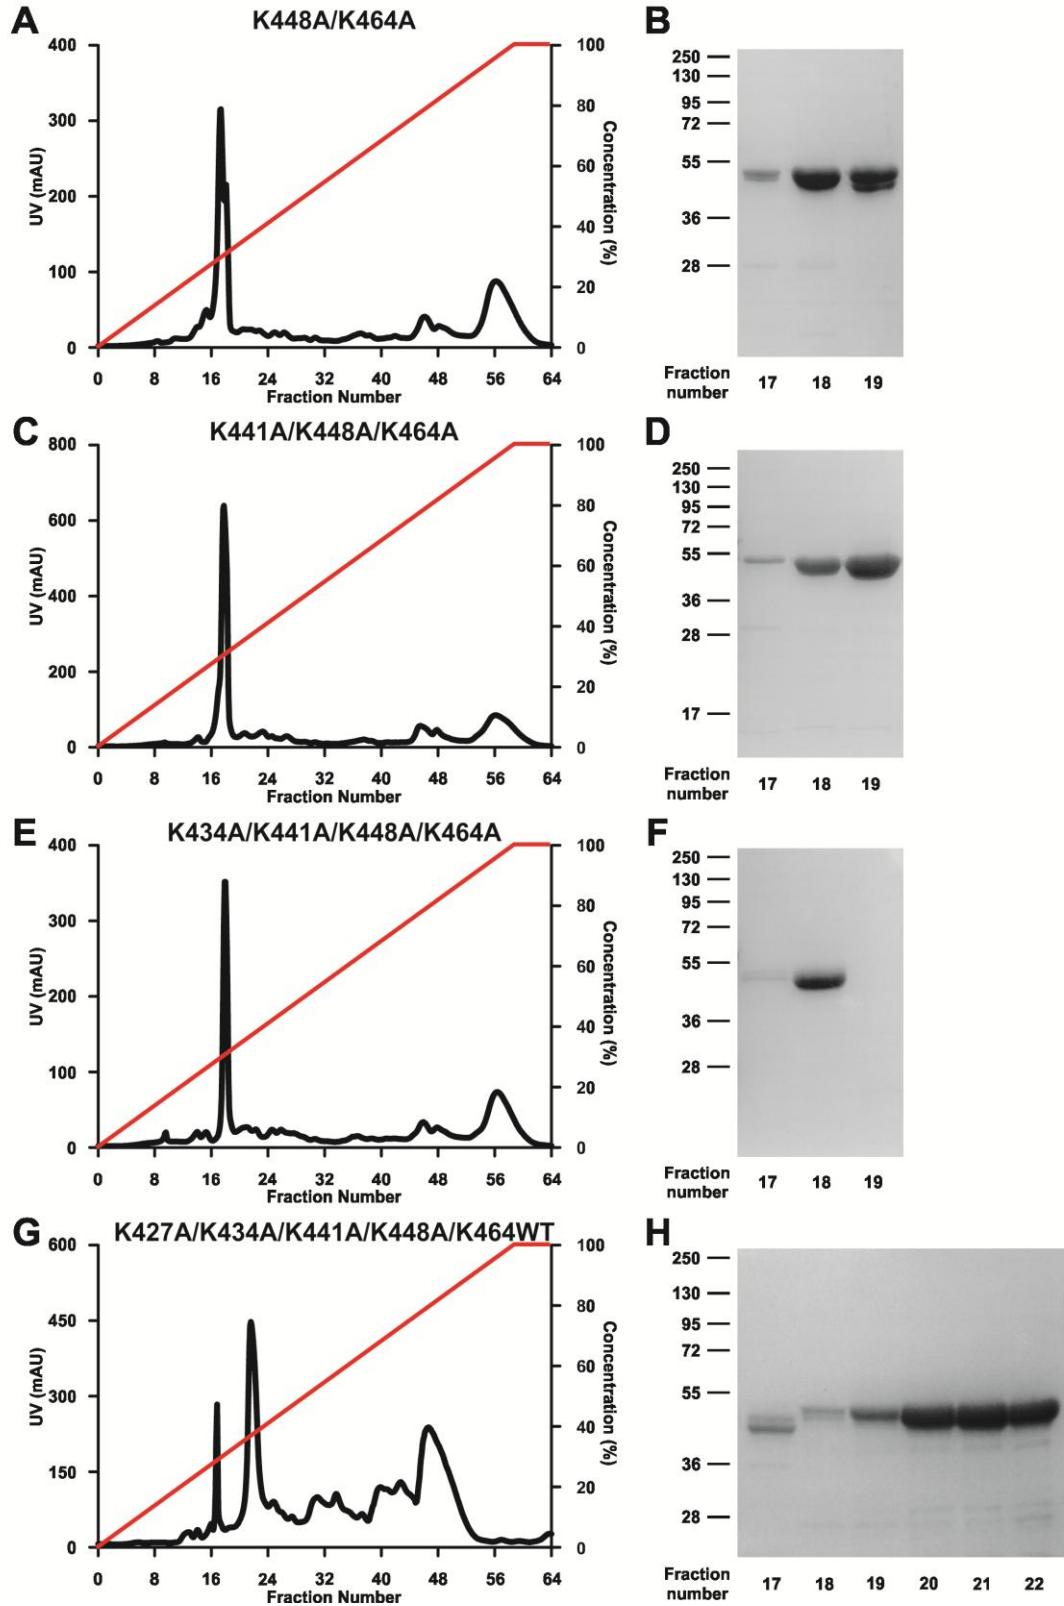 A
K448A/K464A
400
300
200
100
0
UV (mAU)
100
80
60
40
20
0
Concentration (%)
0 8 16 24 32 40 48 56 64
Fraction Number
B
250
130
95
72
55
36
28
Fraction
number
17 18 19
C
K441A/K448A/K464A
800
600
400
200
0
UV (mAU)
100
80
60
40
20
0
Concentration (%)
0 8 16 24 32 40 48 56 64
Fraction Number
D
250
130
95
72
55
36
28
17
Fraction
number
17 18 19
E
K434A/K441A/K448A/K464A
400
300
200
100
0
UV (mAU)
100
80
60
40
20
0
Concentration (%)
0 8 16 24 32 40 48 56 64
Fraction Number
F
250
130
95
72
55
36
28
Fraction
number
17 18 19
G
K427A/K434A/K441A/K448A/K464WT
600
450
300
150
0
UV (mAU)
100
80
60
40
20
0
Concentration (%)
0 8 16 24 32 40 48 56 64
Fraction Number
H
250
130
95
72
55
36
28
Fraction
number
17 18 19 20 21 22